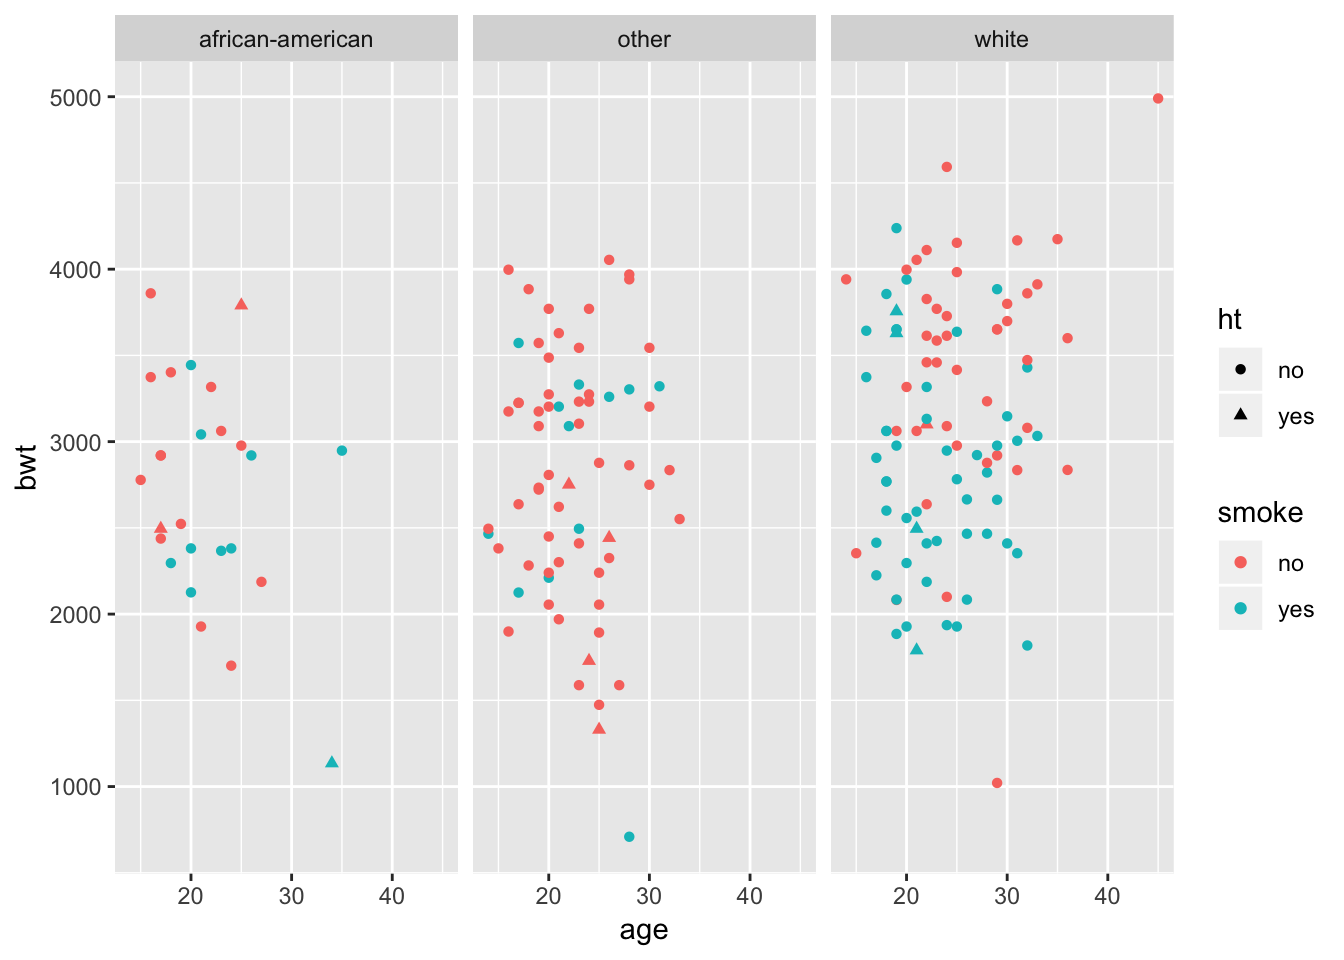 african-american other white
5000
4000
3000
2000
1000
bwt
20 30 40 20 30 40 20 30 40
age
ht
no
yes
smoke
no
yes